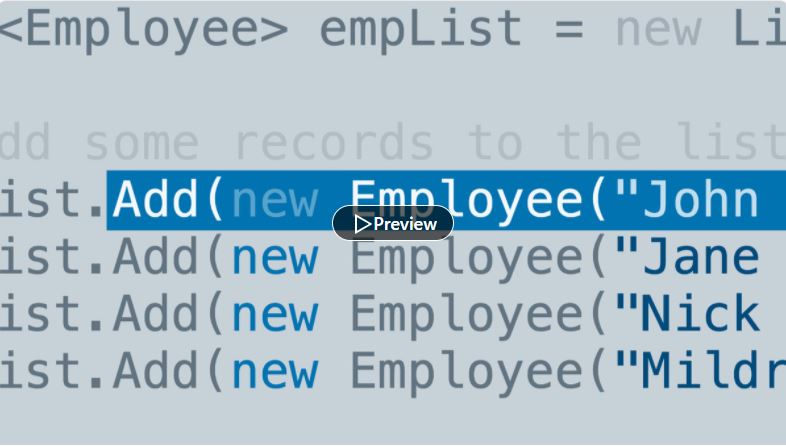 <Employee> empList = new Li
dd some records to the list
ist.Add(new Employee("John
Preview
ist.Add(new Employee("Jane
ist.Add(new Employee("Nick
ist.Add(new Employee("Mildr